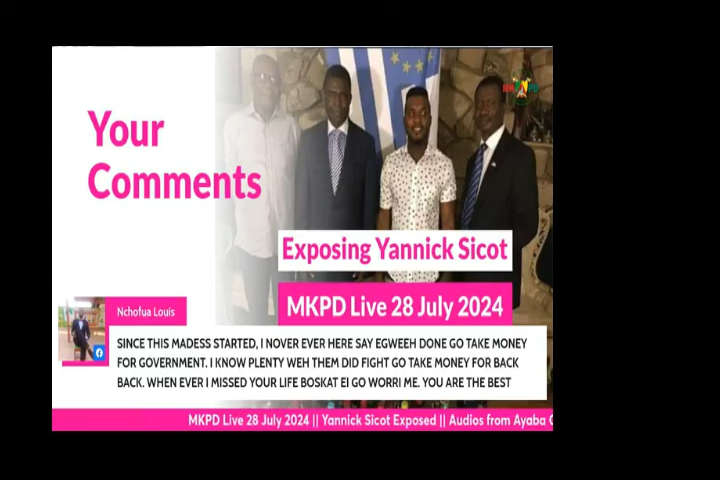 MKPD
Your
Comments
Exposing Yannick Sicot
MKPD Live 28 July 2024
Nchofua Louis
SINCE THIS MADESS STARTED, I NOVER EVER HERE SAY EGWEEH DONE GO TAKE MONEY
FOR GOVERNMENT. I KNOW PLENTY WEH THEM DID FIGHT GO TAKE MONEY FOR BACK
BACK. WHEN EVER I MISSED YOUR LIFE BOSKAT EI GO WORRI ME. YOU ARE THE BEST
MKPD Live 28 July 2024 || Yannick Sicot Exposed || Audios from Ayaba